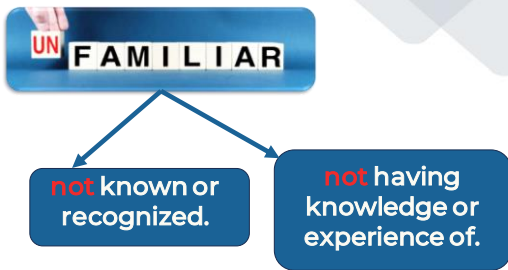 UN FAMILIAR
not known or
recognized.
not having
knowledge or
experience of.